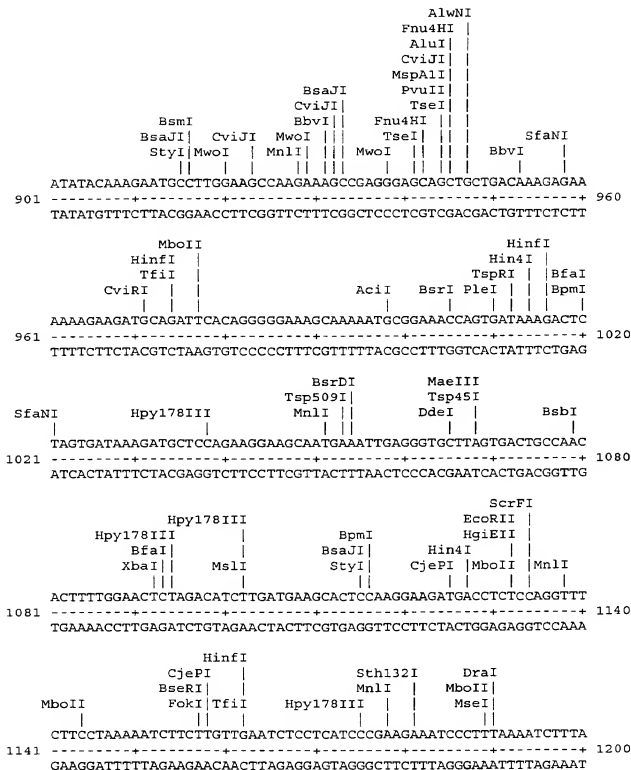 AlwNI
Fnu4HI
AluI
CviJI
MspA1I
BsaJI PvuII
CviJI TseI
BsmI BbvI Fnu4HI
BsaJI CviJI MwoI TseI SfaNI
StyI MwoI MnlI MwoI BbvI
ATATACAAAGAATGCCTTGGAAGCCAAGAAAGCCGAGGGAGCAGCTGCTGACAAAGAGAA
901 ---------+---------+---------+---------+---------+--------- 960
TATATGTTTCTTACGGAACCTTCGGTTCTTTCGGCTCCCTCGTCGACGACTGTTTCTCTT
MboII HinfI
HinfI Hin4I
TfiI TspRI BfaI
CviRI AciI BsrI PleI BpmI
AAAAGAAGATGCAGATTCACAGGGGGAAAGCAAAAATGCGGAAACCAGTGATAAAGACTC
961 ---------+---------+---------+---------+---------+--------- 1020
TTTTCTTCTACGTCTAAGTGTCCCCCTTTCGTTTTTACGCCTTTGGTCACTATTTCTGAG
BsrDI MaeIII
Tsp509I Tsp45I
SfaNI Hpy178III MnlI DdeI BsbI
TAGTGATAAAGATGCTCCAGAAGGAAGCAATGAAATTGAGGGTGCTTAGTGACTGCCAAC
1021 ---------+---------+---------+---------+---------+--------- 1080
ATCACTATTTCTACGAGGTCTTCCTTCGTTACTTTAACTCCCACGAATCACTGACGGTTG
ScrFI
Hpy178III EcoRII
Hpy178III BpmI HgiEII
BfaI BsaJI Hin4I
XbaI MslI StyI CjePI MboII MnlI
ACTTTTGGAACTCTAGACATCTTGATGAAGCACTCCAAGGAAGATGACCTCTCCAGGTTT
1081 ---------+---------+---------+---------+---------+--------- 1140
TGAAAACCTTGAGATCTGTAGAACTACTTCGTGAGGTTCCTTCTACTGGAGAGGTCCAAA
HinfI
CjePI Sth132I DraI
BseRI MnlI MboII
MboII FokI TfiI Hpy178III MseI
CTTCCTAAAAATCTTCTTGTTGAATCTCCTCATCCCGAAGAAATCCCTTTAAAATCTTTA
1141 ---------+---------+---------+---------+---------+--------- 1200
GAAGGATTTTTAGAAGAACAACTTAGAGGAGTAGGGCTTCTTTAGGGAAATTTTAGAAAT